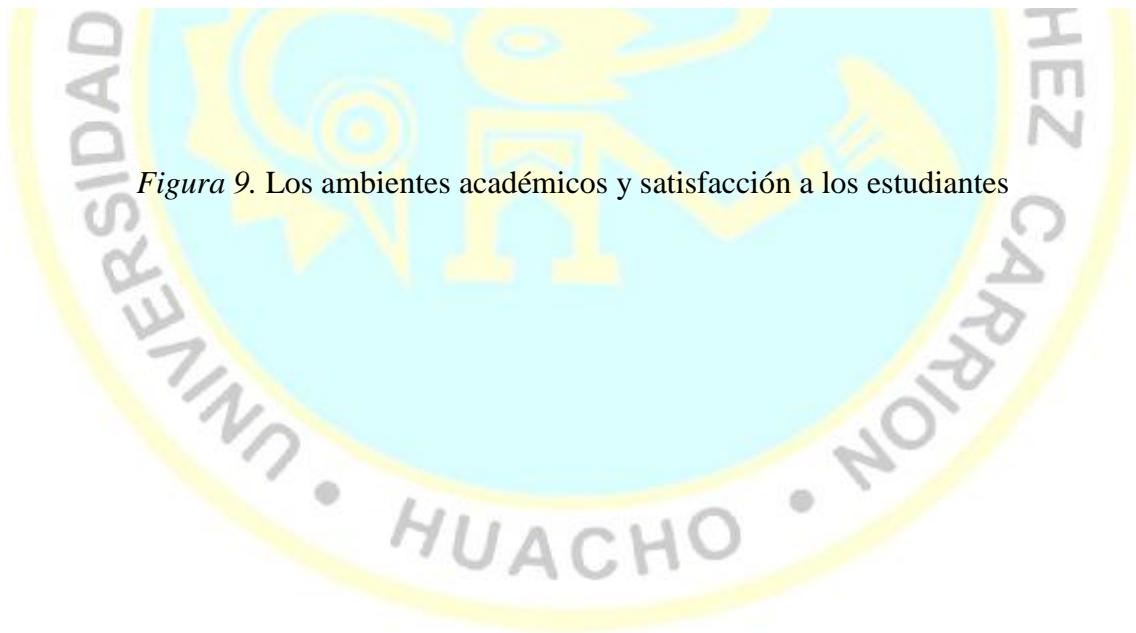 Figura 9. Los ambientes académicos y satisfacción a los estudiantes
UNIVERSIDAD
HUACHO
HEZ CARRION